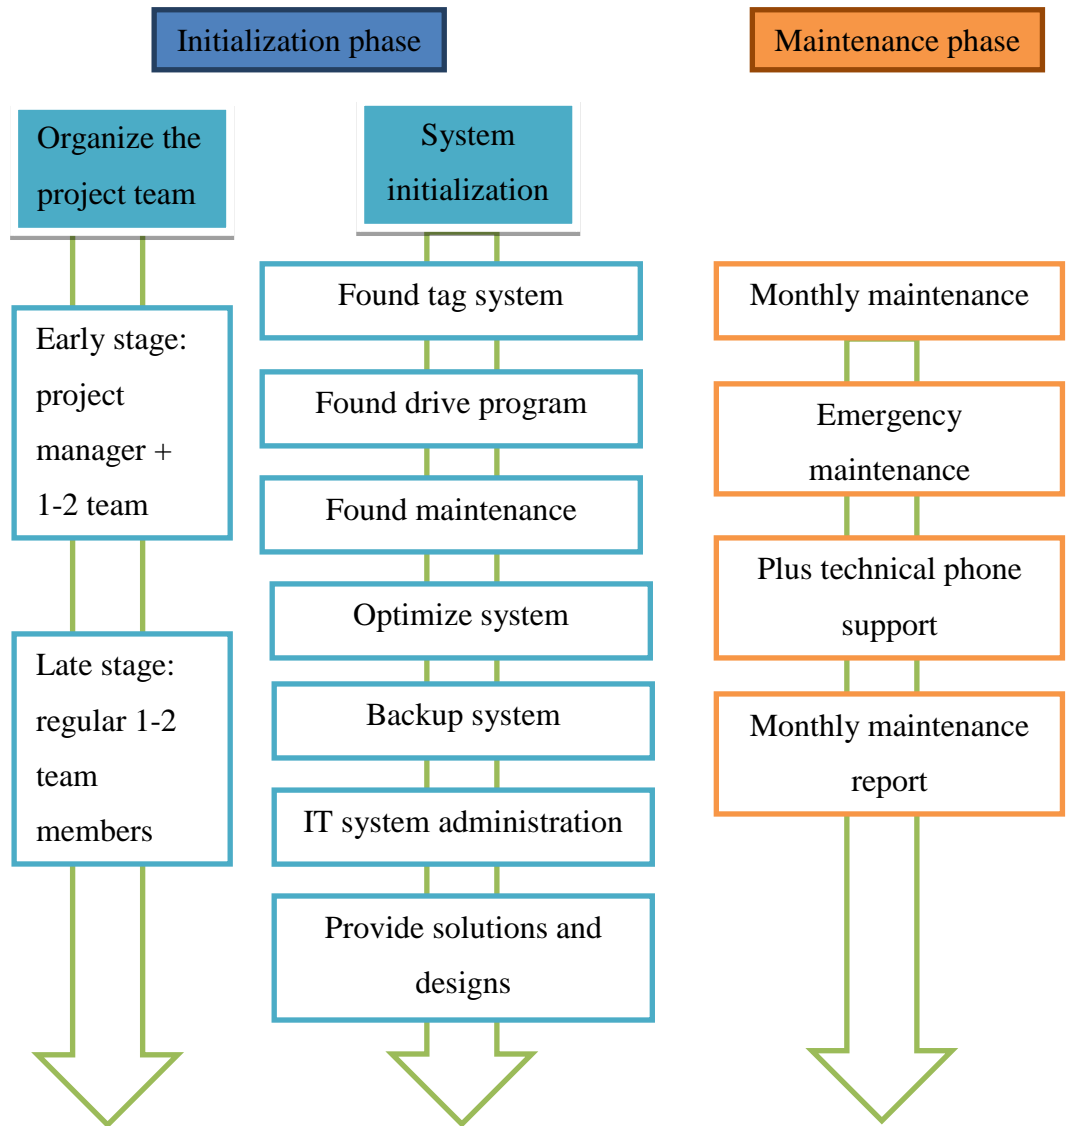 Initialization phase
Maintenance phase
Organize the
project team
Early stage:
project
manager +
1-2 team
Late stage:
regular 1-2
team
members
System
initialization
Found tag system
Found drive program
Found maintenance
Optimize system
Backup system
IT system administration
Provide solutions and
designs
Monthly maintenance
Emergency
maintenance
Plus technical phone
support
Monthly maintenance
report